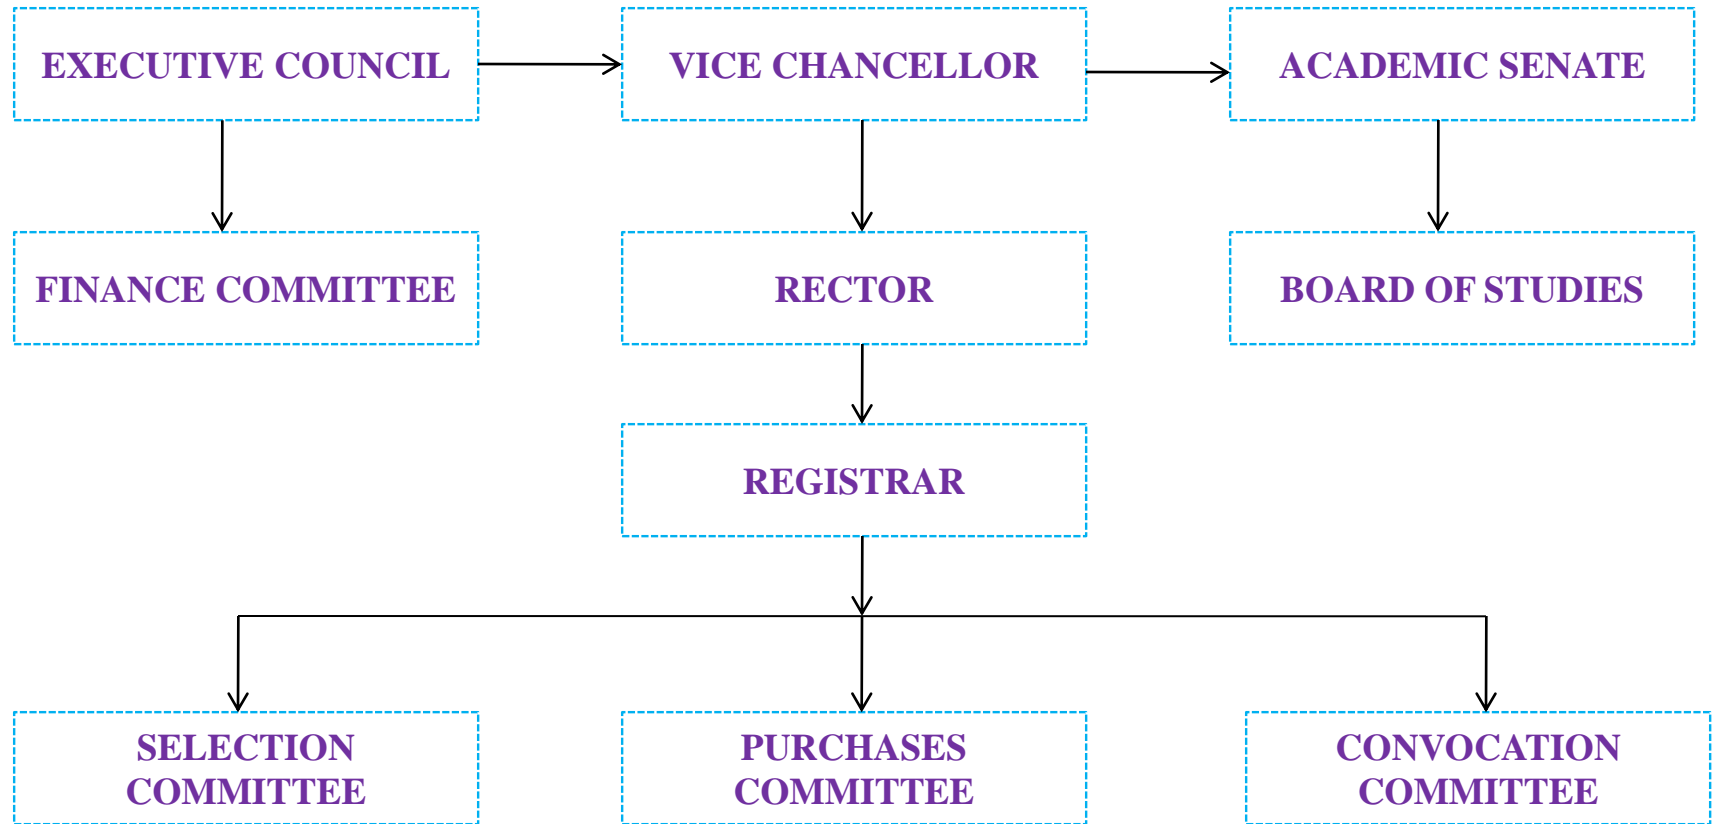 EXECUTIVE COUNCIL
VICE CHANCELLOR
ACADEMIC SENATE
FINANCE COMMITTEE
RECTOR
BOARD OF STUDIES
REGISTRAR
SELECTION
COMMITTEE
PURCHASES
COMMITTEE
CONVOCATION
COMMITTEE